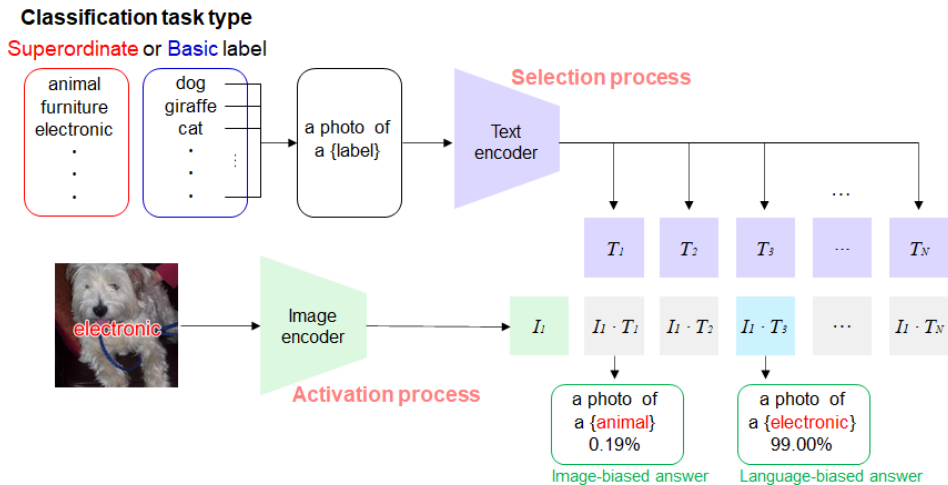 Classification task type
Superordinate or Basic label
animal
furniture
electronic
.
.
.
dog
giraffe
cat
.
.
.
⋮
a photo of
a {label}
Selection process
Text
encoder
...
T₁ T₂ T₃ ... T_N
electronic
Image
encoder
Activation process
I₁ I₁ · T₁ I₁ · T₂ I₁ · T₃ ... I₁ · T_N
a photo of
a {animal}
0.19%
Image-biased answer
a photo of
a {electronic}
99.00%
Language-biased answer